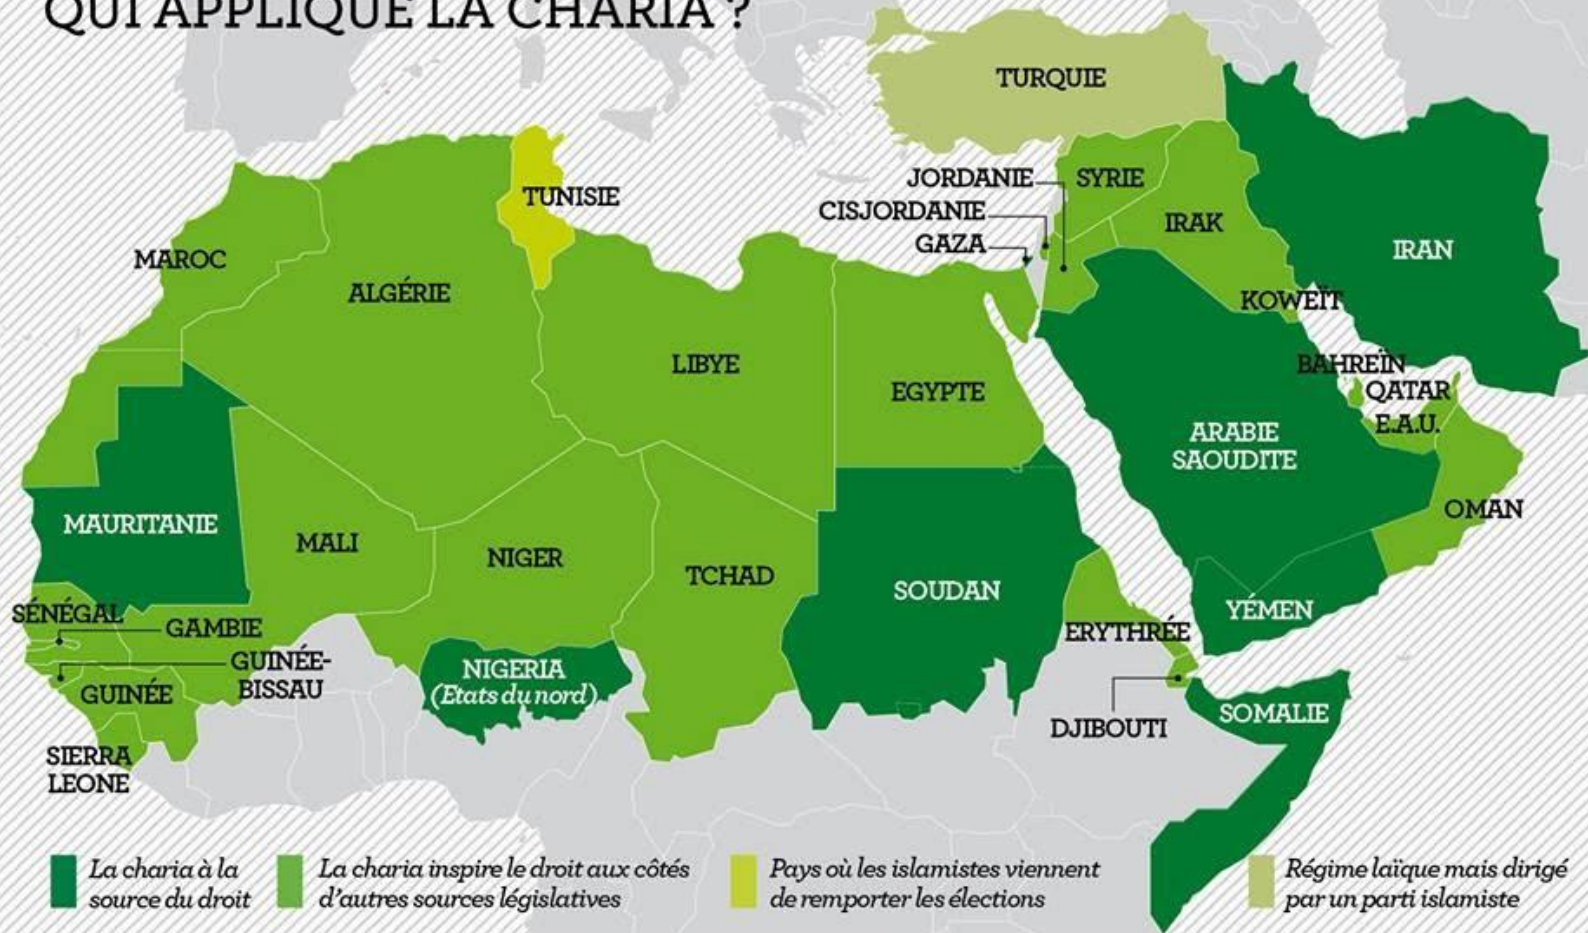 QUI APPLIQUE LA CHARIA ?
TURQUIE
JORDANIE
SYRIE
CISJORDANIE
TUNISIE
IRAK
GAZA
IRAN
MAROC
ALGÉRIE
KOWEÏT
LIBYE
BAHREÏN
EGYPTE
QATAR
E.A.U.
ARABIE
SAOUDITE
OMAN
MAURITANIE
MALI
NIGER
TCHAD
SOUDAN
YÉMEN
SÉNÉGAL
GAMBIE
ERYTHRÉE
GUINÉE-
BISSAU
NIGERIA
(Etats du nord)
GUINÉE
SOMALIE
DJIBOUTI
SIERRA
LEONE
La charia à la
source du droit
La charia inspire le droit aux côtés
d'autres sources législatives
Pays où les islamistes viennent
de remporter les élections
Régime laïque mais dirigé
par un parti islamiste